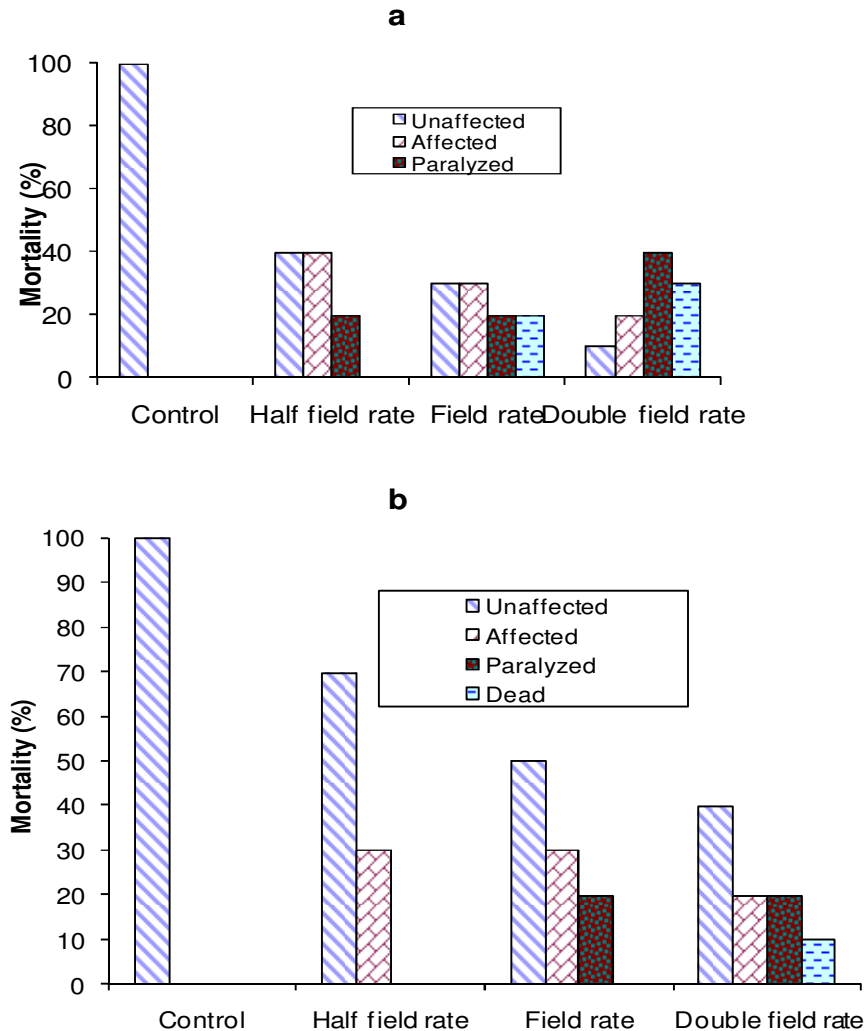 a
Mortality (%)
100
80
60
40
20
0
Unaffected
Affected
Paralyzed
Control Half field rate Field rate Double field rate
b
Mortality (%)
100
90
80
70
60
50
40
30
20
10
0
Unaffected
Affected
Paralyzed
Dead
Control Half field rate Field rate Double field rate